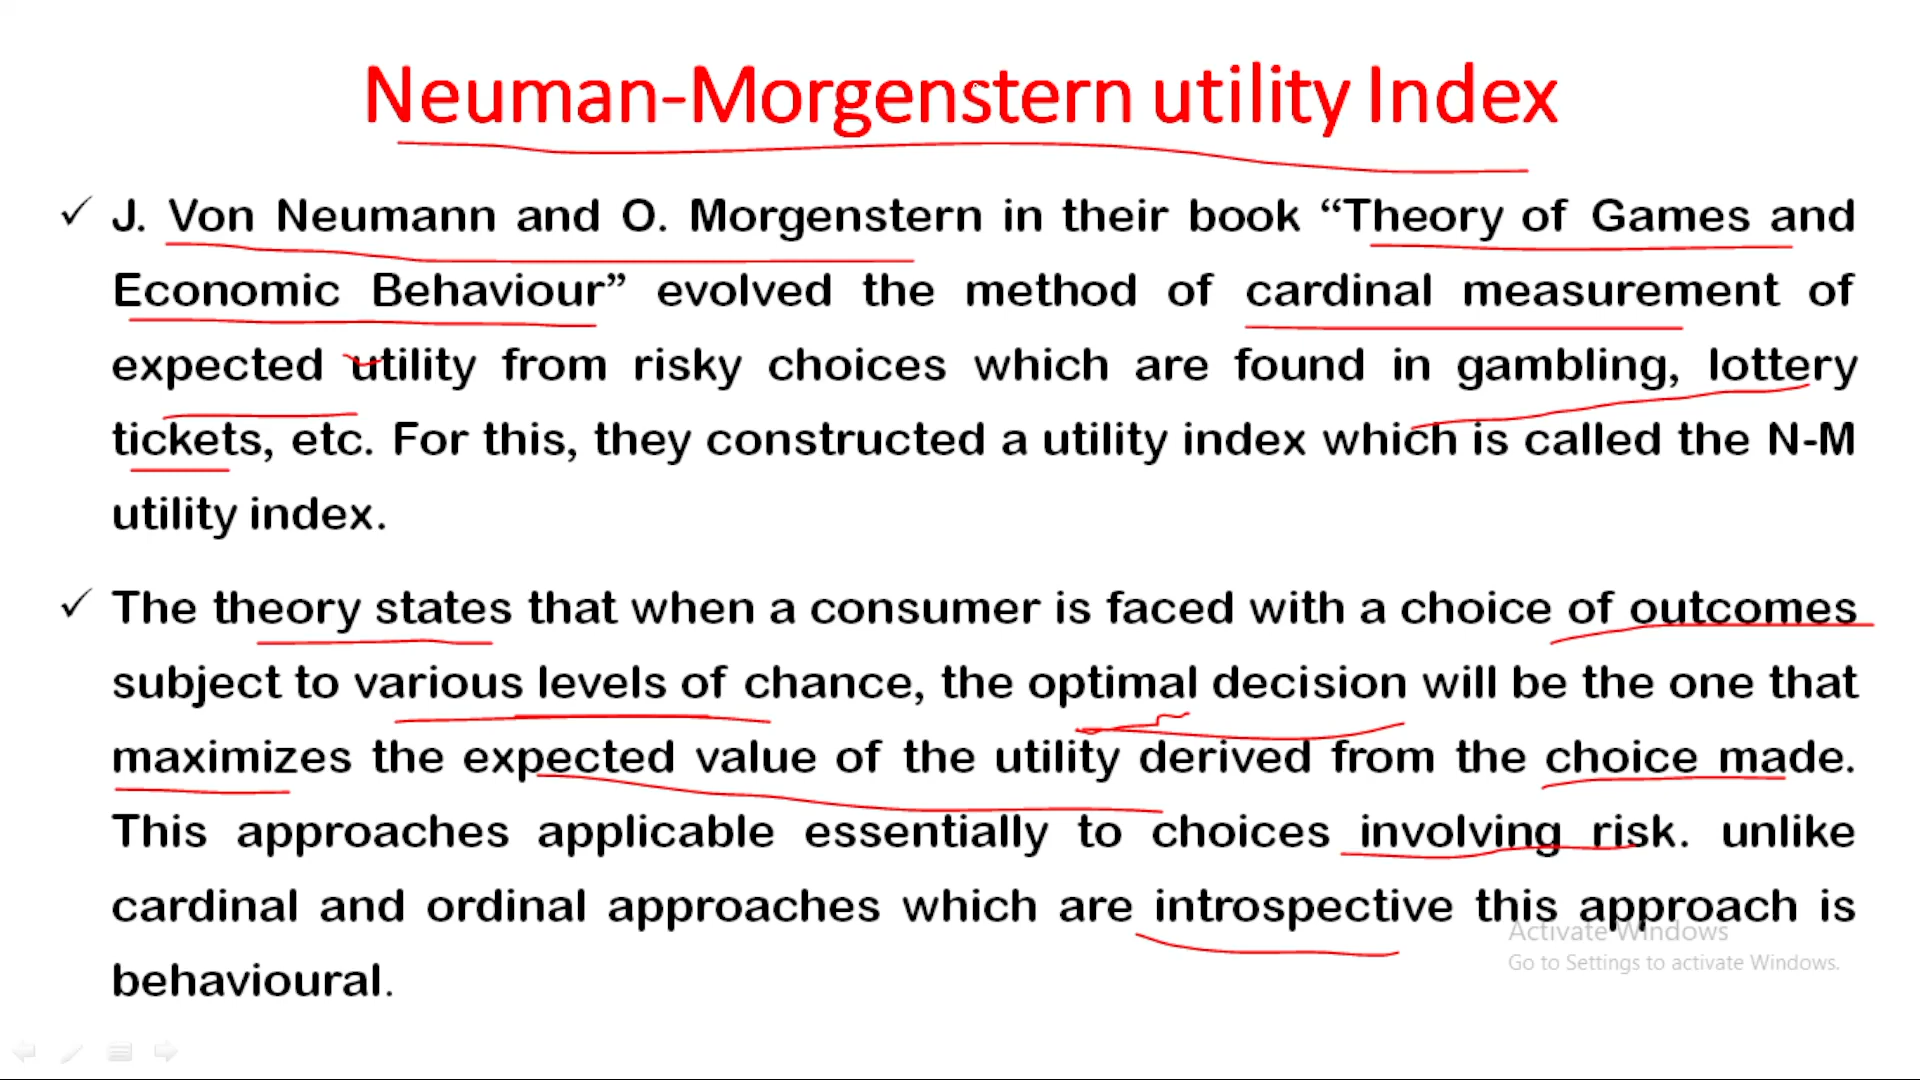 Neuman-Morgenstern utility Index
✓ J. Von Neumann and O. Morgenstern in their book “Theory of Games and
Economic Behaviour” evolved the method of cardinal measurement of
expected utility from risky choices which are found in gambling, lottery
tickets, etc. For this, they constructed a utility index which is called the N-M
utility index.
✓ The theory states that when a consumer is faced with a choice of outcomes
subject to various levels of chance, the optimal decision will be the one that
maximizes the expected value of the utility derived from the choice made.
This approaches applicable essentially to choices involving risk. unlike
cardinal and ordinal approaches which are introspective this approach is
behavioural.
Activate Windows
Go to Settings to activate Windows.